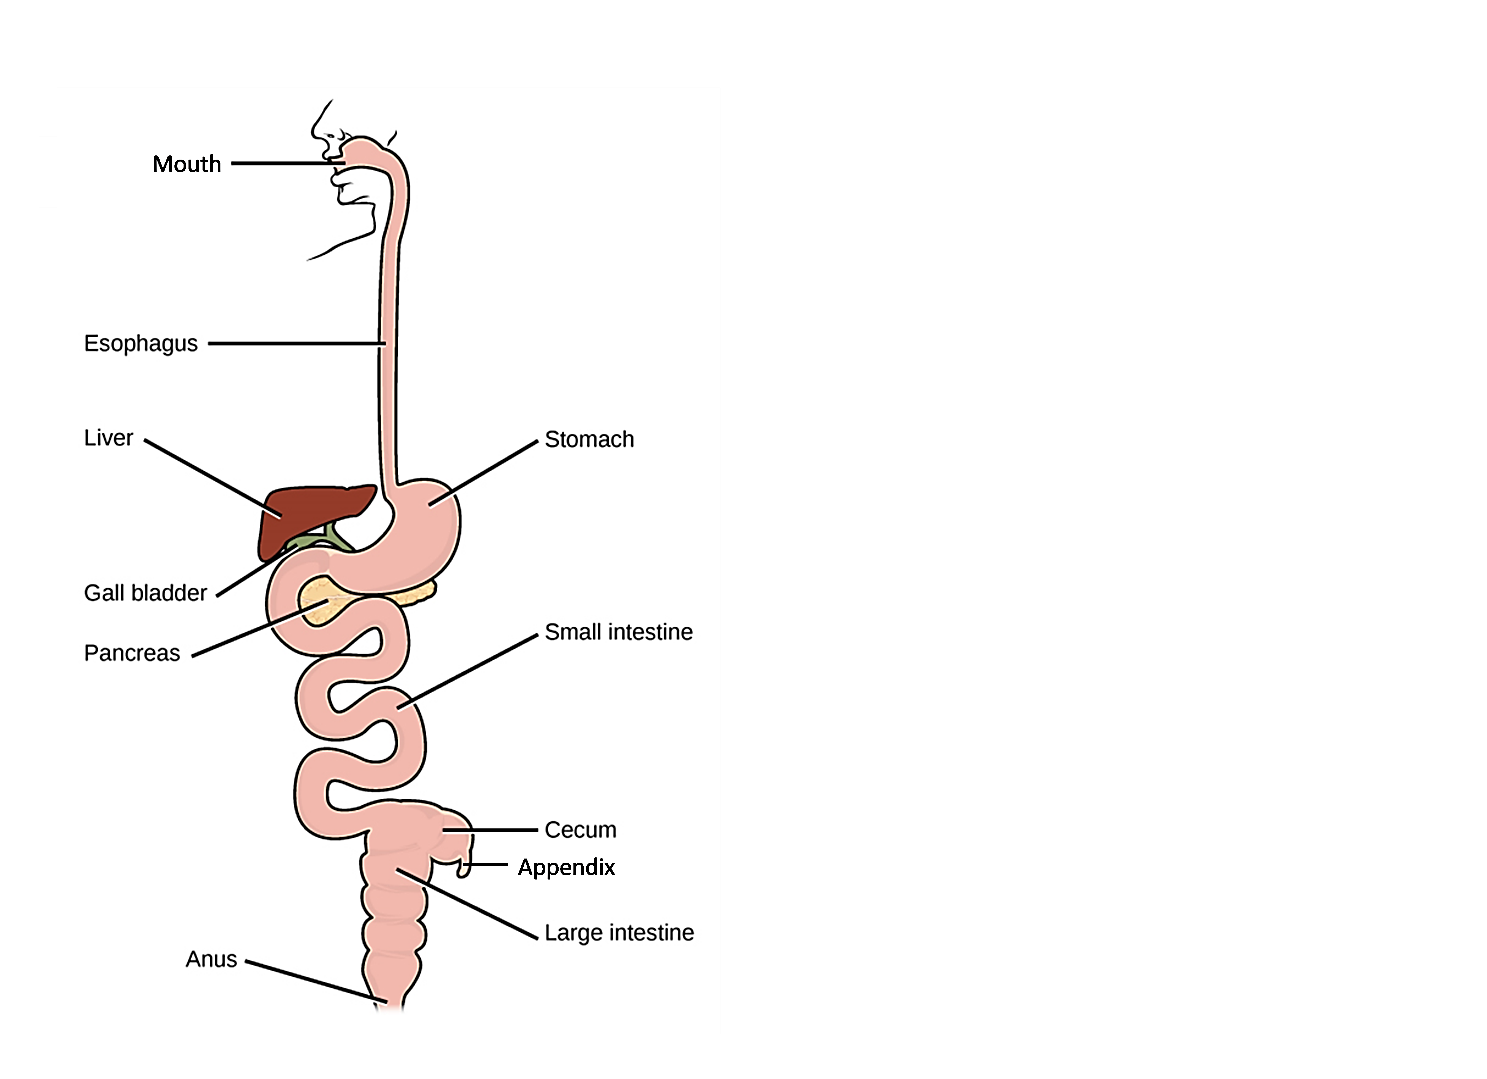 Mouth
Esophagus
Liver
Stomach
Gall bladder
Small intestine
Pancreas
Cecum
Appendix
Large intestine
Anus